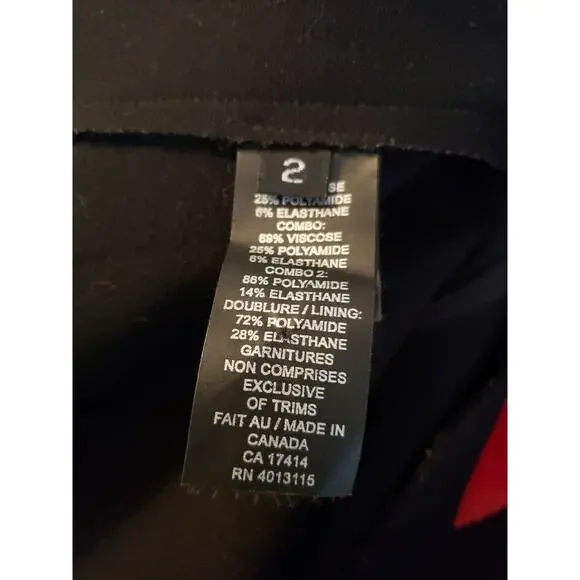 2
25% POLYAMIDE
6% ELASTHANE
COMBO:
69% VISCOSE
25% POLYAMIDE
6% ELASTHANE
COMBO 2:
86% POLYAMIDE
14% ELASTHANE
DOUBLURE / LINING:
72% POLYAMIDE
28% ELASTHANE
GARNITURES
NON COMPRISES
EXCLUSIVE
OF TRIMS
FAIT AU / MADE IN
CANADA
CA 17414
RN 4013115